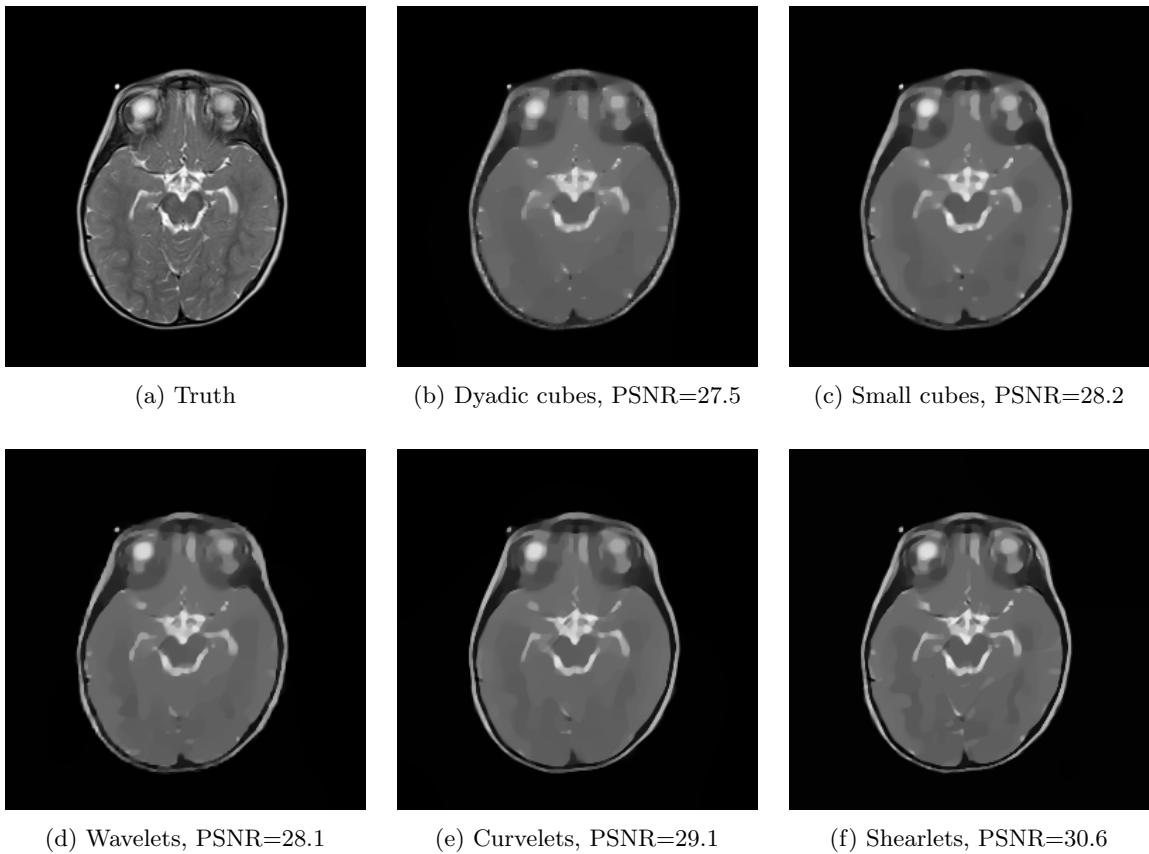 (a) Truth
(b) Dyadic cubes, PSNR=27.5
(c) Small cubes, PSNR=28.2
(d) Wavelets, PSNR=28.1
(e) Curvelets, PSNR=29.1
(f) Shearlets, PSNR=30.6